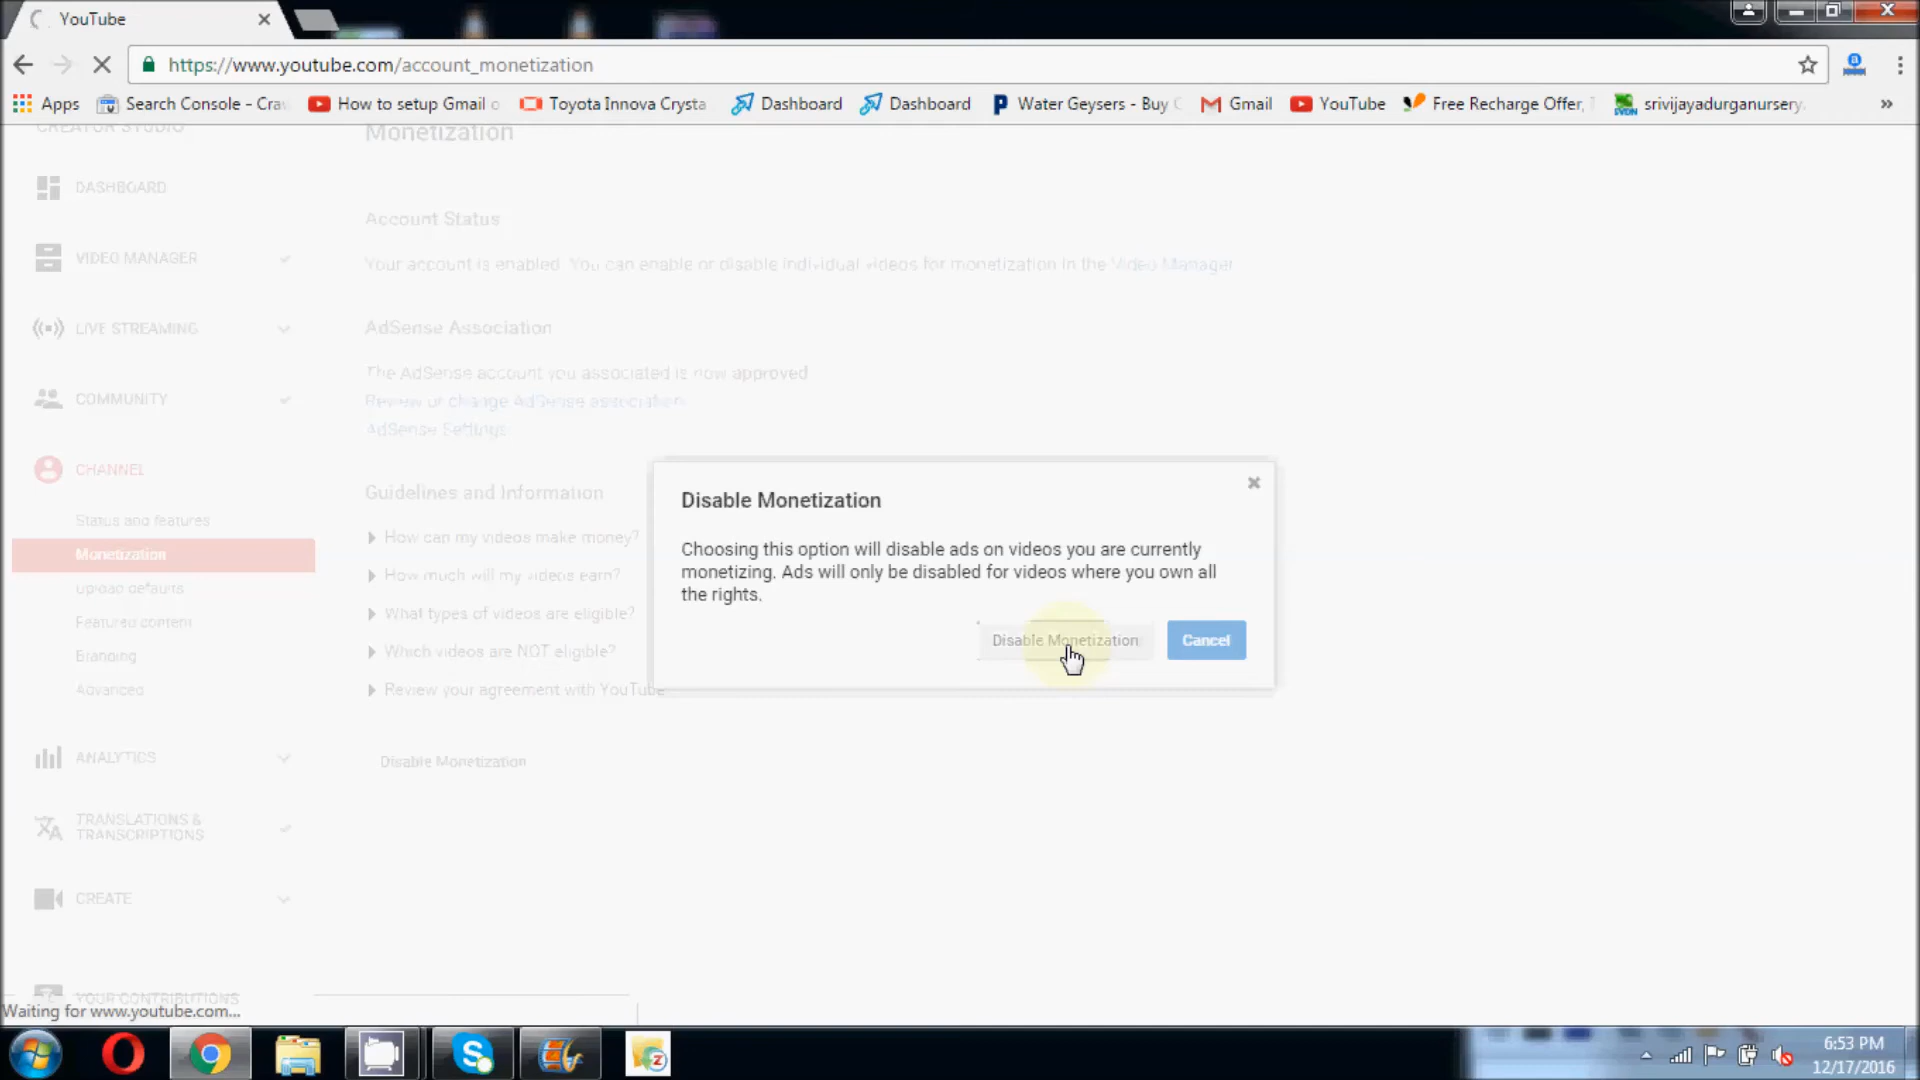 YouTube
https://www.youtube.com/account_monetization
Apps
Search Console - Cra
How to setup Gmail o
Toyota Innova Crysta
Dashboard
Dashboard
Water Geysers - Buy
Gmail
YouTube
Free Recharge Offer,
srivijayadurganursery
»
CREATOR STUDIO
DASHBOARD
VIDEO MANAGER
LIVE STREAMING
COMMUNITY
CHANNEL
Status and features
Monetization
Upload defaults
Featured content
Branding
Advanced
ANALYTICS
TRANSLATIONS &
TRANSCRIPTIONS
CREATE
YOUR CONTRIBUTIONS
Monetization
Account Status
Your account is enabled. You can enable or disable individual videos for monetization in the Video Manager
AdSense Association
The AdSense account you associated is now approved
Review or change AdSense association
AdSense Settings
Guidelines and Information
How can my videos make money?
How much will my videos earn?
What types of videos are eligible?
Which videos are NOT eligible?
Review your agreement with YouTube
Disable Monetization
Disable Monetization
Choosing this option will disable ads on videos you are currently
monetizing. Ads will only be disabled for videos where you own all
the rights.
Disable Monetization
Cancel
Waiting for www.youtube.com...
6:53 PM
12/17/2016